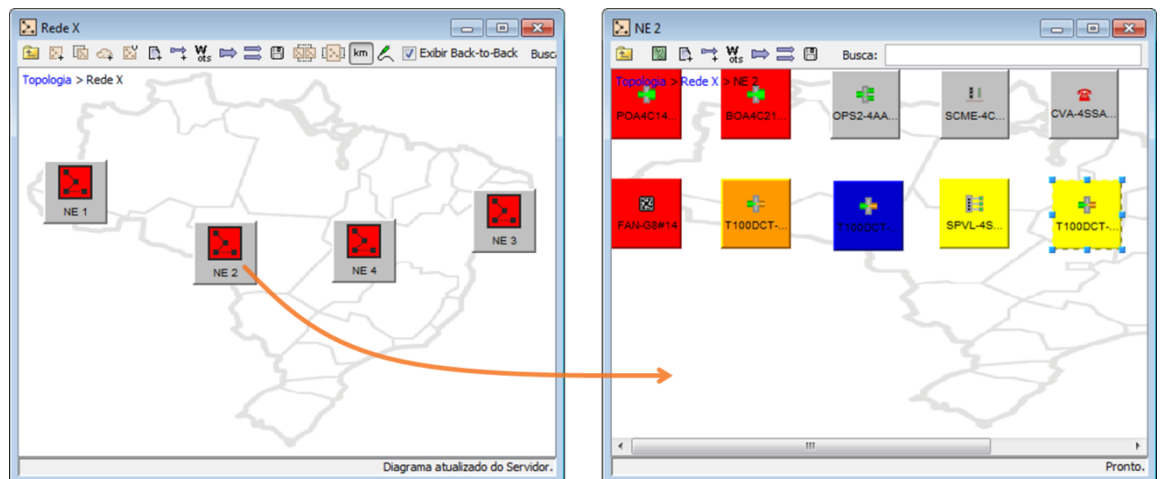 Rede X
km
Exibir Back-to-Back Busca
Topologia > Rede X
NE 1
NE 2
NE 4
NE 3
Diagrama atualizado do Servidor.
NE 2
W
ots
Busca:
Topologia > Rede X > NE 2
POA4C14...
BOA4C21...
OPS2-4AA...
SCME-4C...
CVA-4SSA...
FAN-G8#14
T100DCT-...
T100DCT-...
SPVL-4S...
T100DCT-...
Pronto.